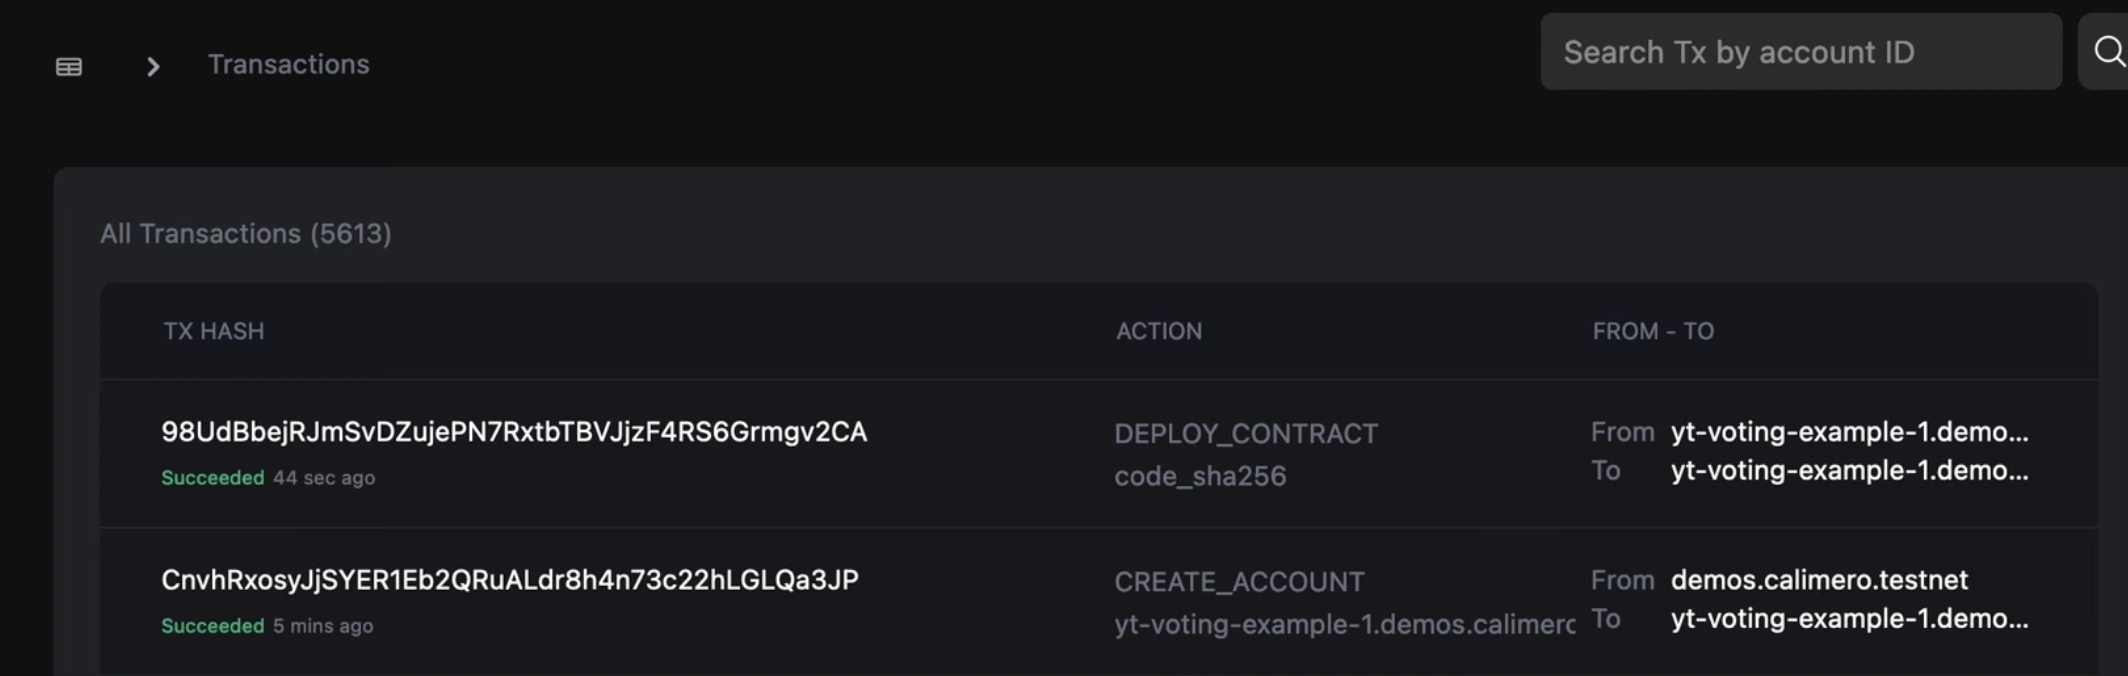 Transactions
Search Tx by account ID
All Transactions (5613)
TX HASH
ACTION
FROM - TO
98UdBbejRJmSvDZujePN7RxtbTBVJjzF4RS6Grmgv2CA
Succeeded 44 sec ago
DEPLOY_CONTRACT
code_sha256
From yt-voting-example-1.demo...
To yt-voting-example-1.demo...
CnvhRxosyJjSYER1Eb2QRuALdr8h4n73c22hLGLQa3JP
Succeeded 5 mins ago
CREATE_ACCOUNT
yt-voting-example-1.demos.calimerc
From demos.calimero.testnet
To yt-voting-example-1.demo...